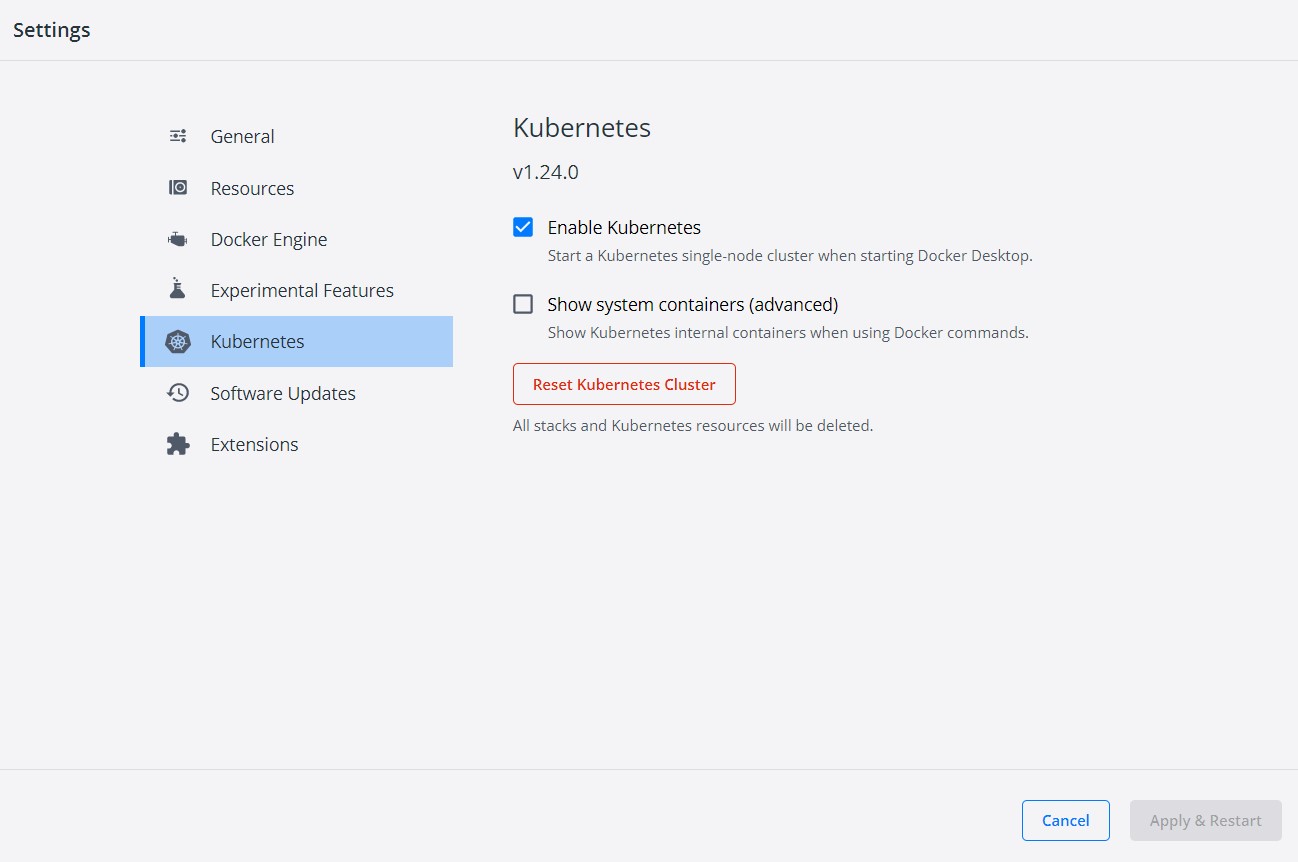 Settings
General
Resources
Docker Engine
Experimental Features
Kubernetes
Software Updates
Extensions
Kubernetes
v1.24.0
Enable Kubernetes
Start a Kubernetes single-node cluster when starting Docker Desktop.
Show system containers (advanced)
Show Kubernetes internal containers when using Docker commands.
Reset Kubernetes Cluster
All stacks and Kubernetes resources will be deleted.
Cancel
Apply & Restart